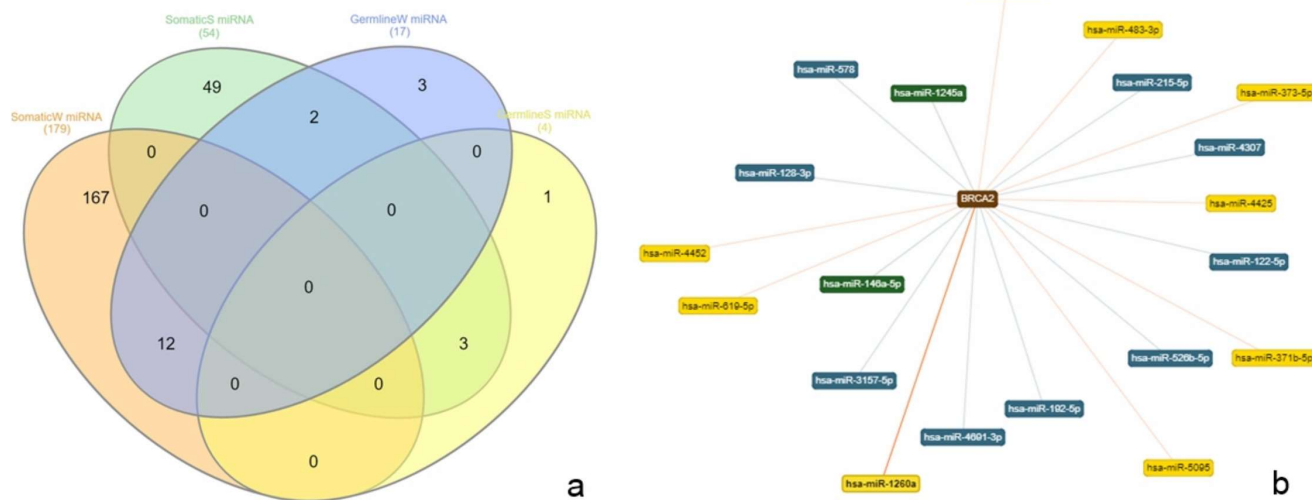 SomaticS miRNA
(54)
GermlineW miRNA
(17)
SomaticW miRNA
(179)
GermlineS miRNA
(4)
49
2
3
0
0
167
0
0
1
0
12
3
0
0
0
a
hsa-miR-483-3p
hsa-miR-578
hsa-miR-215-5p
hsa-miR-1245a
hsa-miR-373-5p
hsa-miR-4307
hsa-miR-128-3p
BRCA2
hsa-miR-4425
hsa-miR-4452
hsa-miR-122-5p
hsa-miR-146a-5p
hsa-miR-619-5p
hsa-miR-526b-5p
hsa-miR-371b-5p
hsa-miR-3157-5p
hsa-miR-192-5p
hsa-miR-4691-3p
hsa-miR-5095
hsa-miR-1260a
b